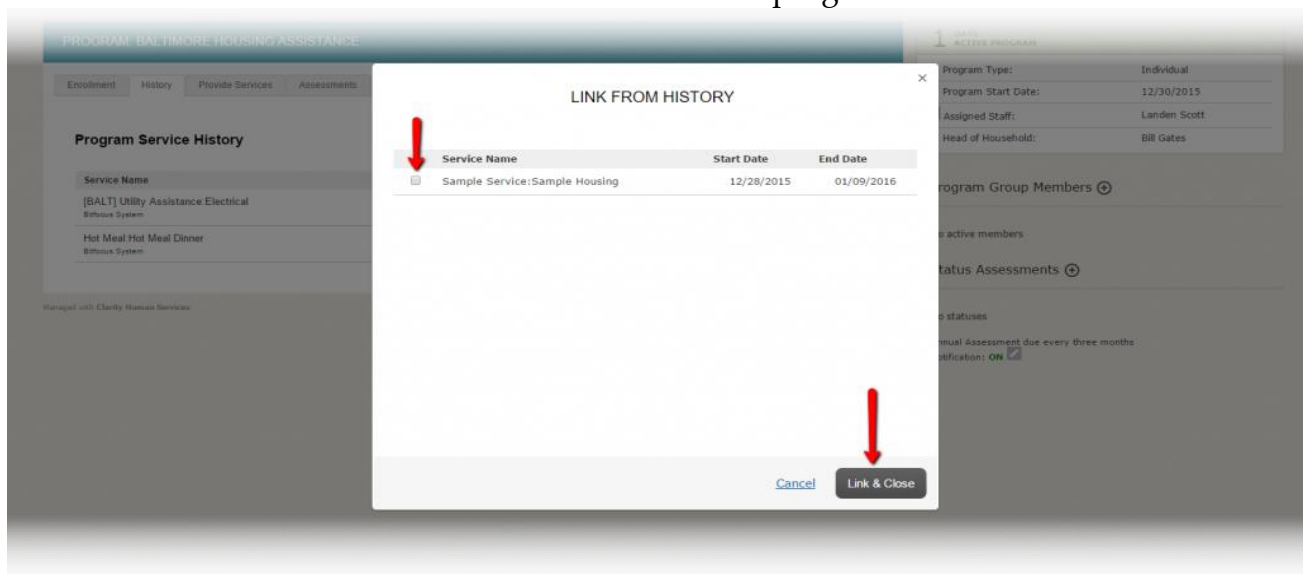 PROGRAM: BALTIMORE HOUSING ASSISTANCE
Enrollment History Provide Services Assessments
Program Service History
Service Name
[BALT] Utility Assistance:Electrical
Bitfocus System
Hot Meal:Hot Meal Dinner
Bitfocus System
Managed with Clarity Human Services
LINK FROM HISTORY
Service Name Start Date End Date
Sample Service:Sample Housing 12/28/2015 01/09/2016
Cancel Link & Close
1
ACTIVE PROGRAM
Program Type: Individual
Program Start Date: 12/30/2015
Assigned Staff: Landen Scott
Head of Household: Bill Gates
rogram Group Members
active members
tatus Assessments
statuses
nnual Assessment due every three months
otification: ON